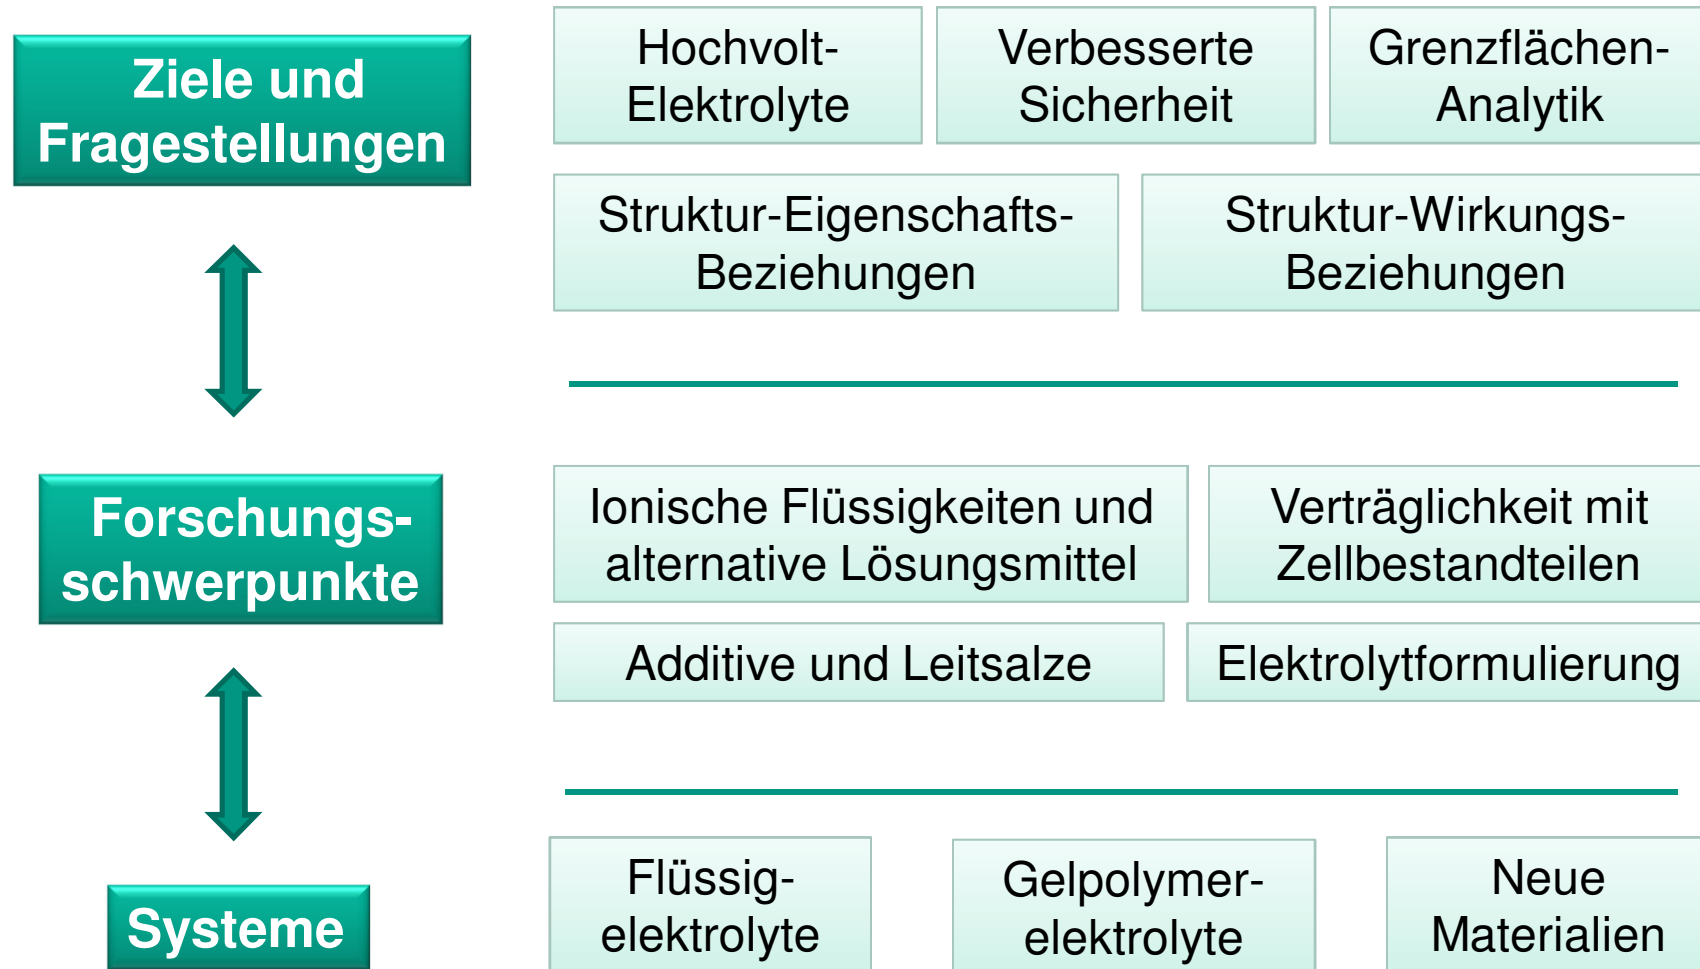 Ziele und
Fragestellungen
Hochvolt-
Elektrolyte
Verbesserte
Sicherheit
Grenzflächen-
Analytik
Struktur-Eigenschafts-
Beziehungen
Struktur-Wirkungs-
Beziehungen
Forschungs-
schwerpunkte
Ionische Flüssigkeiten und
alternative Lösungsmittel
Verträglichkeit mit
Zellbestandteilen
Additive und Leitsalze
Elektrolytformulierung
Systeme
Flüssig-
elektrolyte
Gelpolymer-
elektrolyte
Neue
Materialien